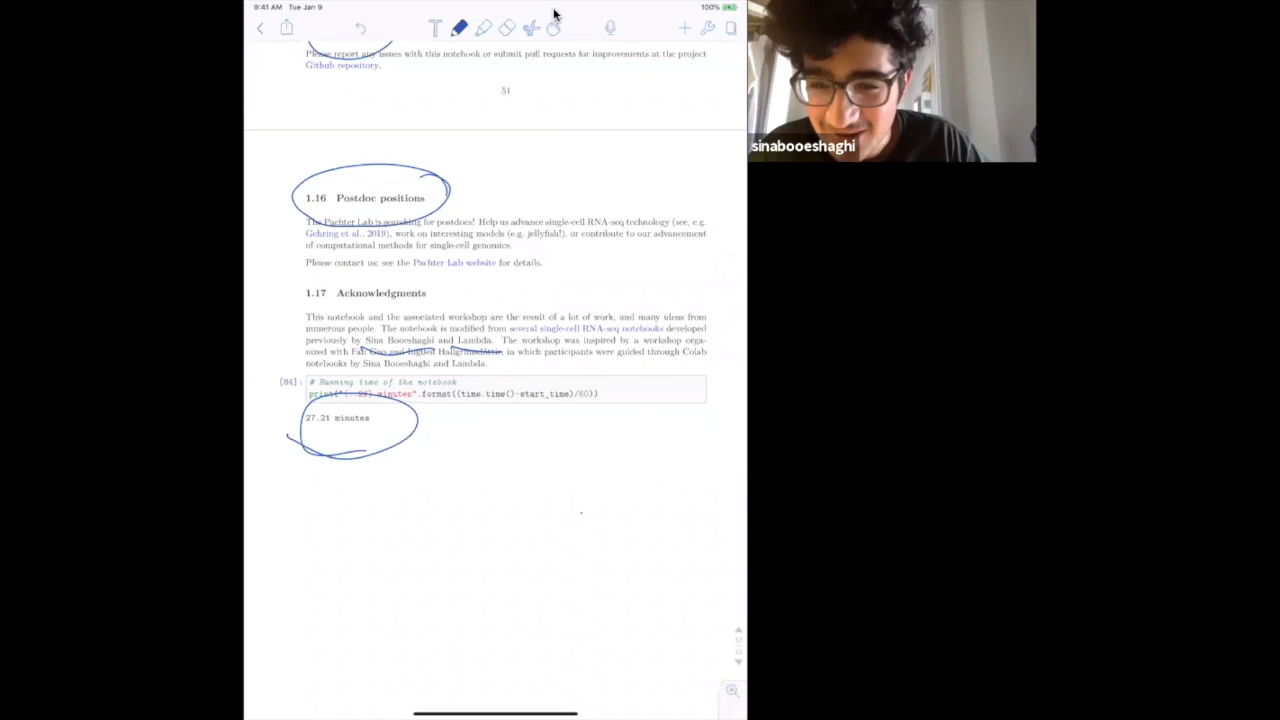 9:41 AM Tue Jan 9
100%
Please report any issues with this notebook or submit pull requests for improvements at the project
Github repository.
51
sinabooeshaghi
1.16 Postdoc positions
The Pachter Lab is searching for postdocs! Help us advance single-cell RNA-seq technology (see, e.g.
Gehring et al., 2019), work on interesting models (e.g. jellyfish!), or contribute to our advancement
of computational methods for single-cell genomics.
Please contact us; see the Pachter Lab website for details.
1.17 Acknowledgments
This notebook and the associated workshop are the result of a lot of work, and many ideas from
numerous people. The notebook is modified from several single-cell RNA-seq notebooks developed
previously by Sina Booeshaghi and Lambda. The workshop was inspired by a workshop orga-
nized with Fan Gao and Ingileif Hallgrímsdóttir, in which participants were guided through Colab
notebooks by Sina Booeshaghi and Lambda.
[86]: # Running time of the notebook
print("{:.2f} minutes".format((time.time()-start_time)/60))
27.21 minutes